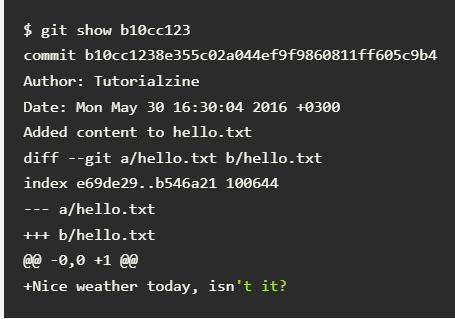 $ git show b10cc123
commit b10cc1238e355c02a044ef9f9860811ff605c9b4
Author: Tutorialzine
Date: Mon May 30 16:30:04 2016 +0300
Added content to hello.txt
diff --git a/hello.txt b/hello.txt
index e69de29..b546a21 100644
--- a/hello.txt
+++ b/hello.txt
@@ -0,0 +1 @@
+Nice weather today, isn't it?